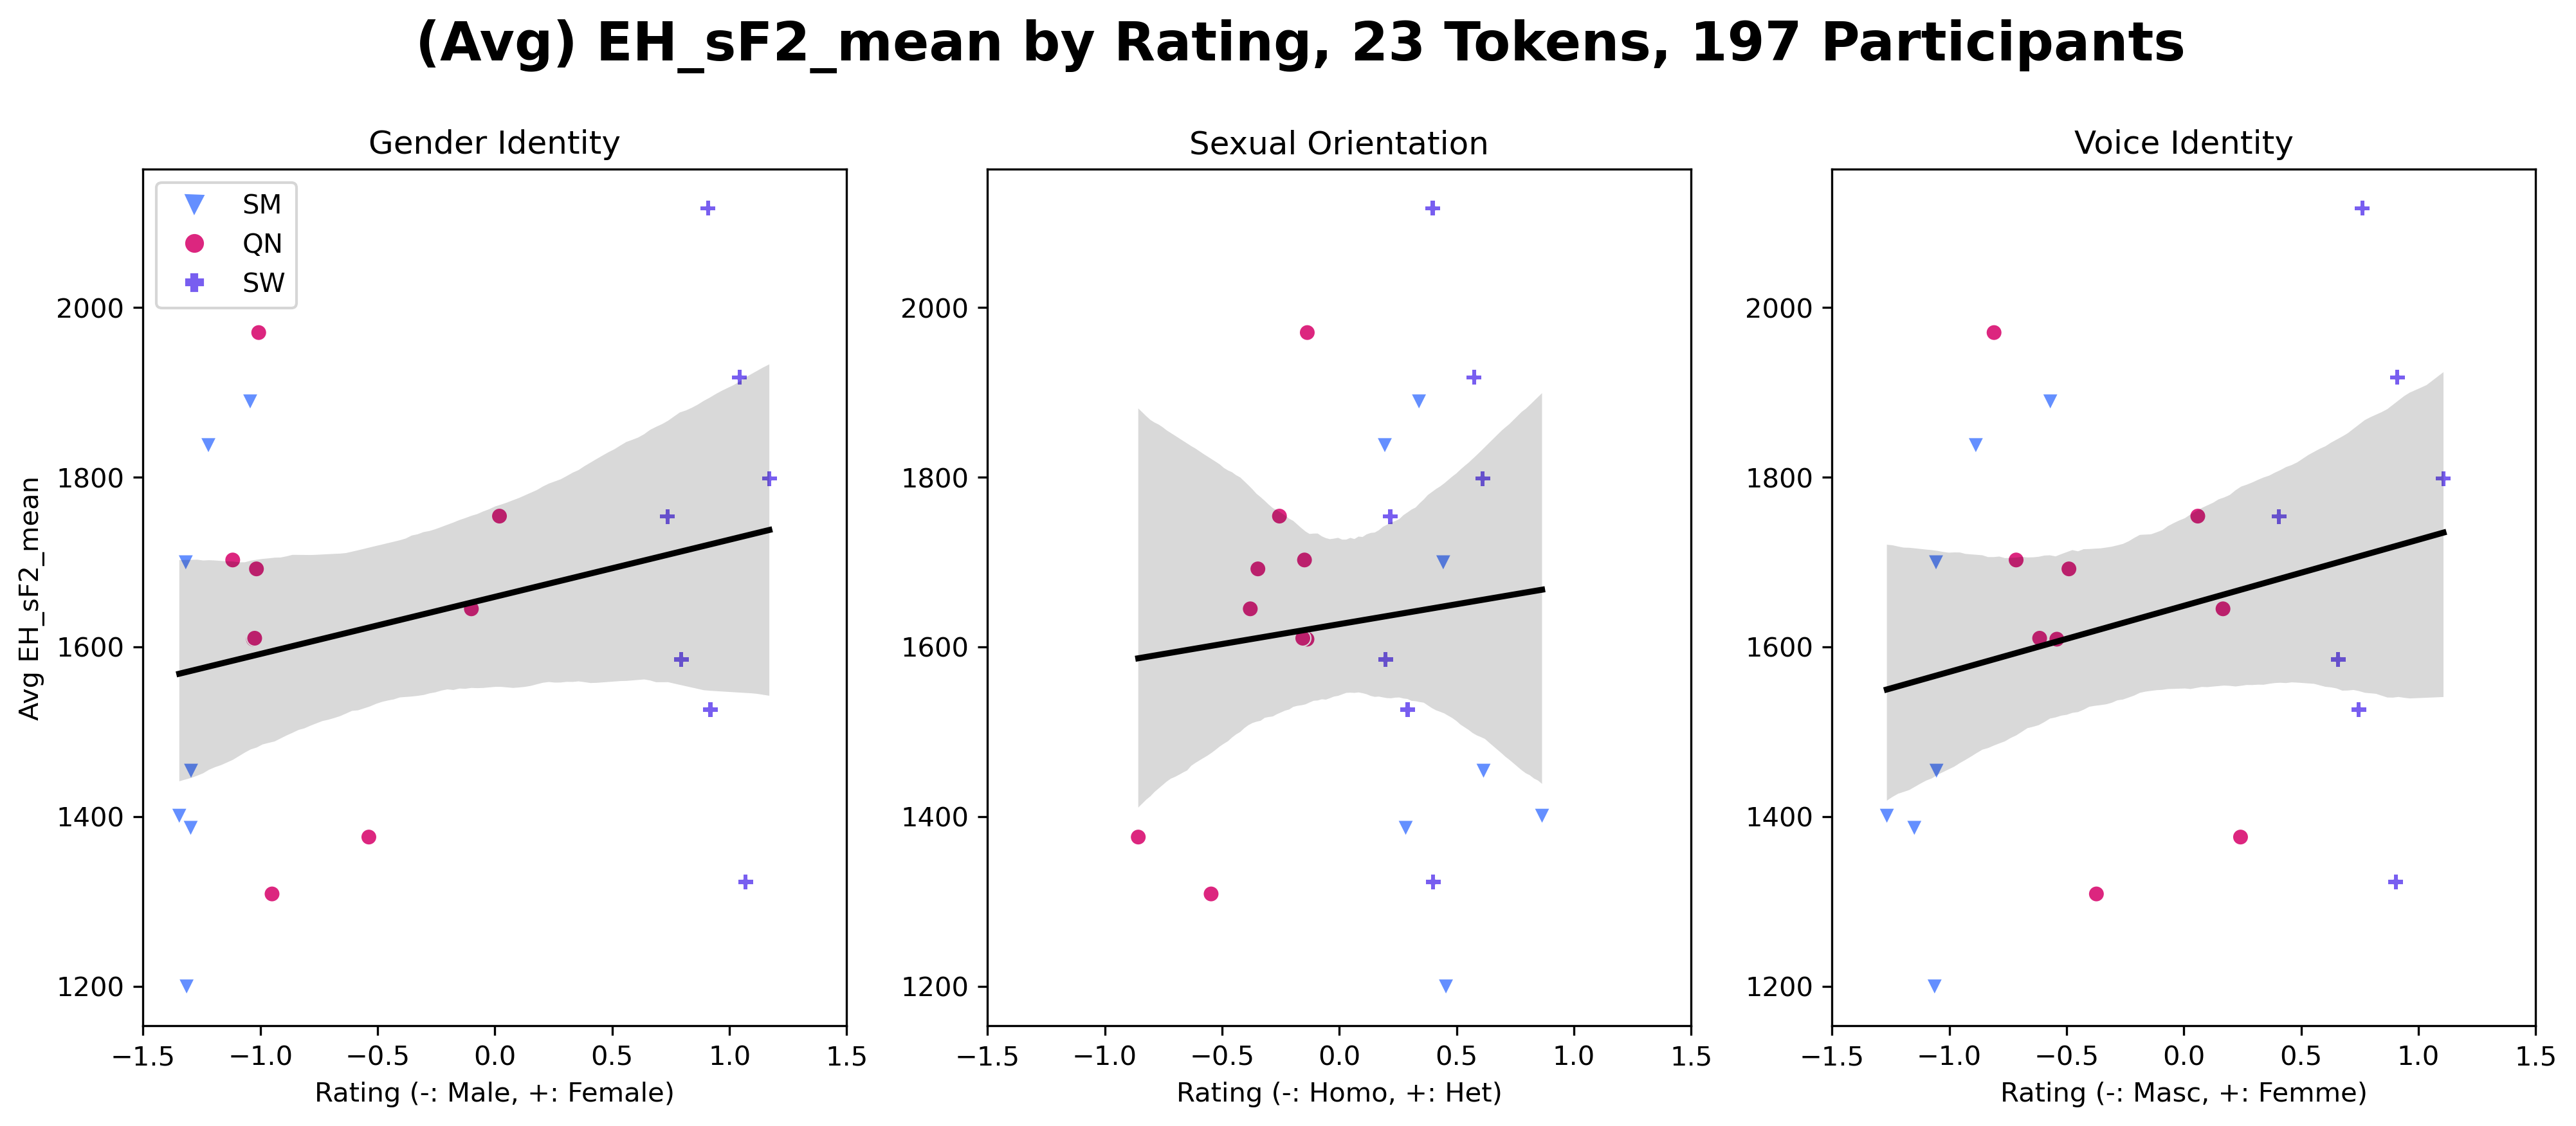 (Avg) EH_sF2_mean by Rating, 23 Tokens, 197 Participants
Gender Identity
SM
QN
SW
Avg EH_sF2_mean
2000
1800
1600
1400
1200
−1.5 −1.0 −0.5 0.0 0.5 1.0 1.5
Rating (-: Male, +: Female)
Sexual Orientation
2000
1800
1600
1400
1200
−1.5 −1.0 −0.5 0.0 0.5 1.0 1.5
Rating (-: Homo, +: Het)
Voice Identity
2000
1800
1600
1400
1200
−1.5 −1.0 −0.5 0.0 0.5 1.0 1.5
Rating (-: Masc, +: Femme)